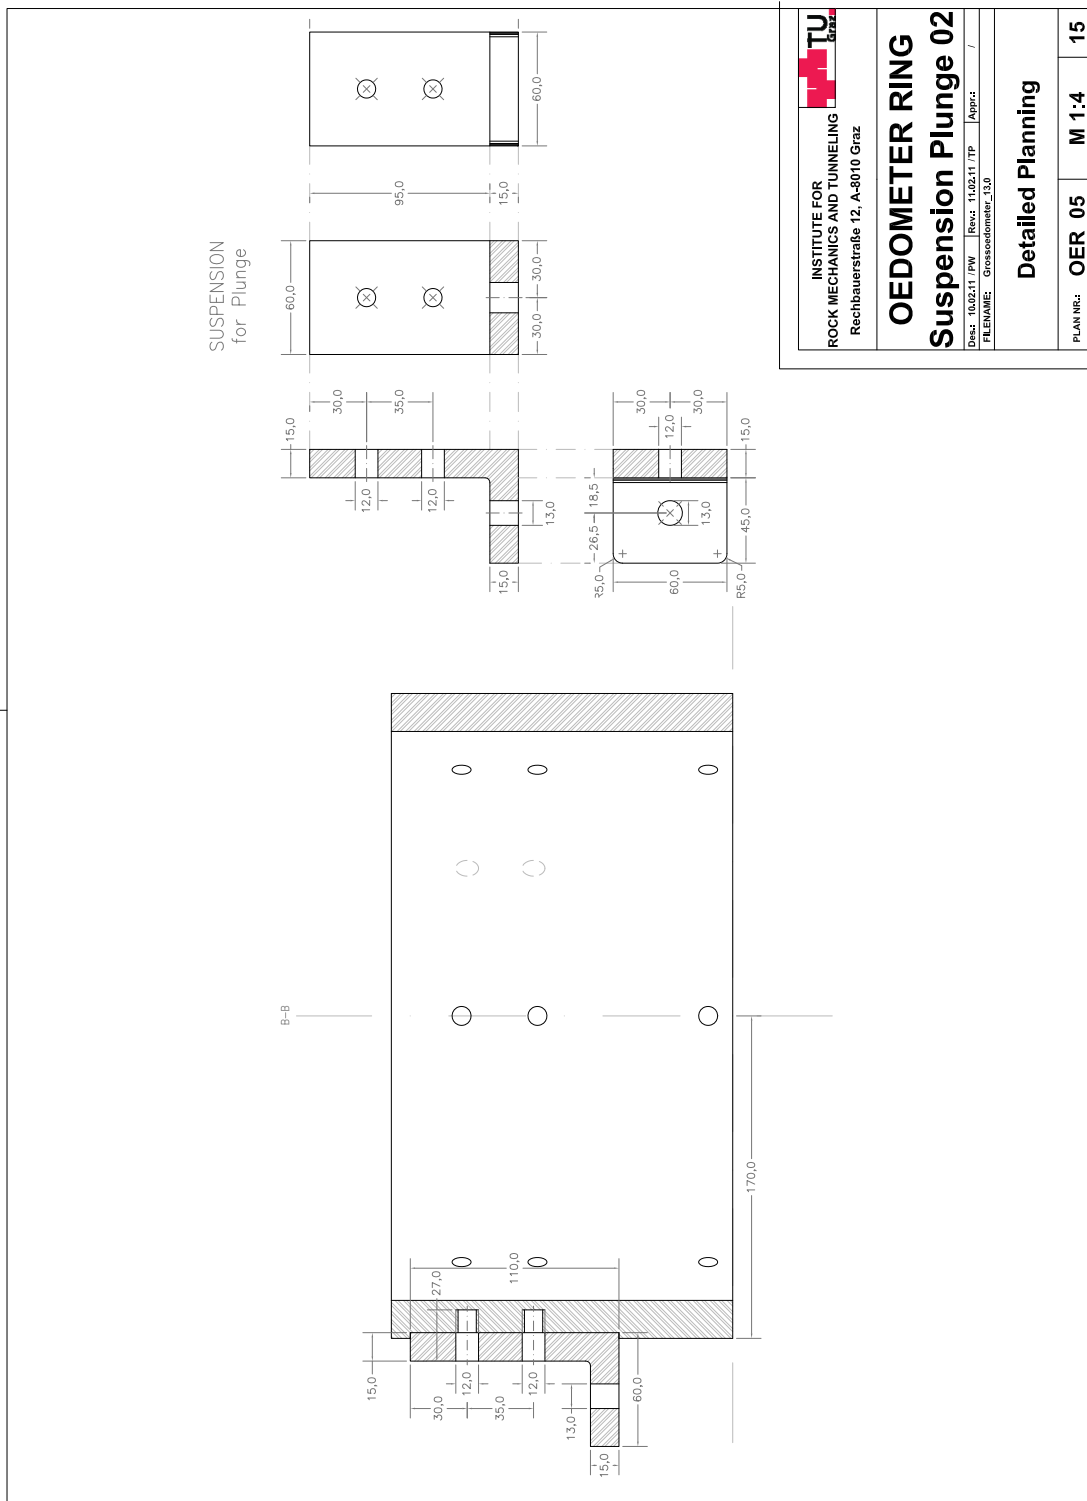 SUSPENSION
for Plunge
60,0
95,0
15,0
60,0
30,0
30,0
15,0
30,0
35,0
12,0
12,0
13,0
15,0
30,0
30,0
12,0
15,0
18,5
26,5
13,0
45,0
R5,0
60,0
R5,0
B-B
170,0
110,0
27,0
15,0
12,0
12,0
30,0
35,0
13,0
60,0
15,0
TU
Graz
INSTITUTE FOR
ROCK MECHANICS AND TUNNELING
Rechbauerstraße 12, A-8010 Graz
OEDOMETER RING
Suspension Plunge 02
Des.: 10.02.11 / PW Rev.: 11.02.11 / TP Appr.: /
FILENAME: Grossoedometer_13.0
Detailed Planning
PLAN NR.: OER 05 M 1:4 15